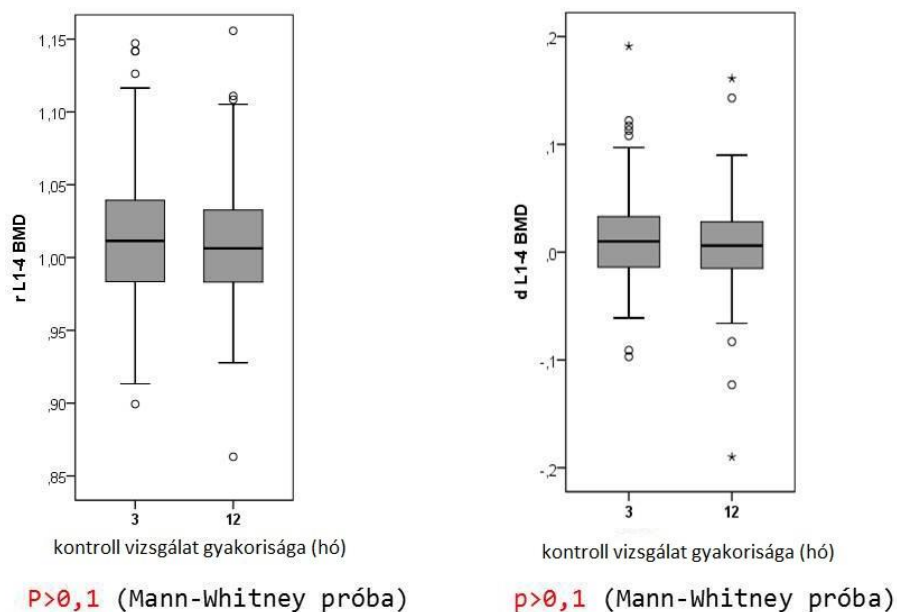 1,15
1,10
1,05
1,00
,95
,90
,85
r L1-4 BMD
3
12
kontroll vizsgálat gyakorisága (hó)
P>0,1 (Mann-Whitney próba)
,2
,1
,0
-,1
-,2
d L1-4 BMD
3
12
kontroll vizsgálat gyakorisága (hó)
p>0,1 (Mann-Whitney próba)